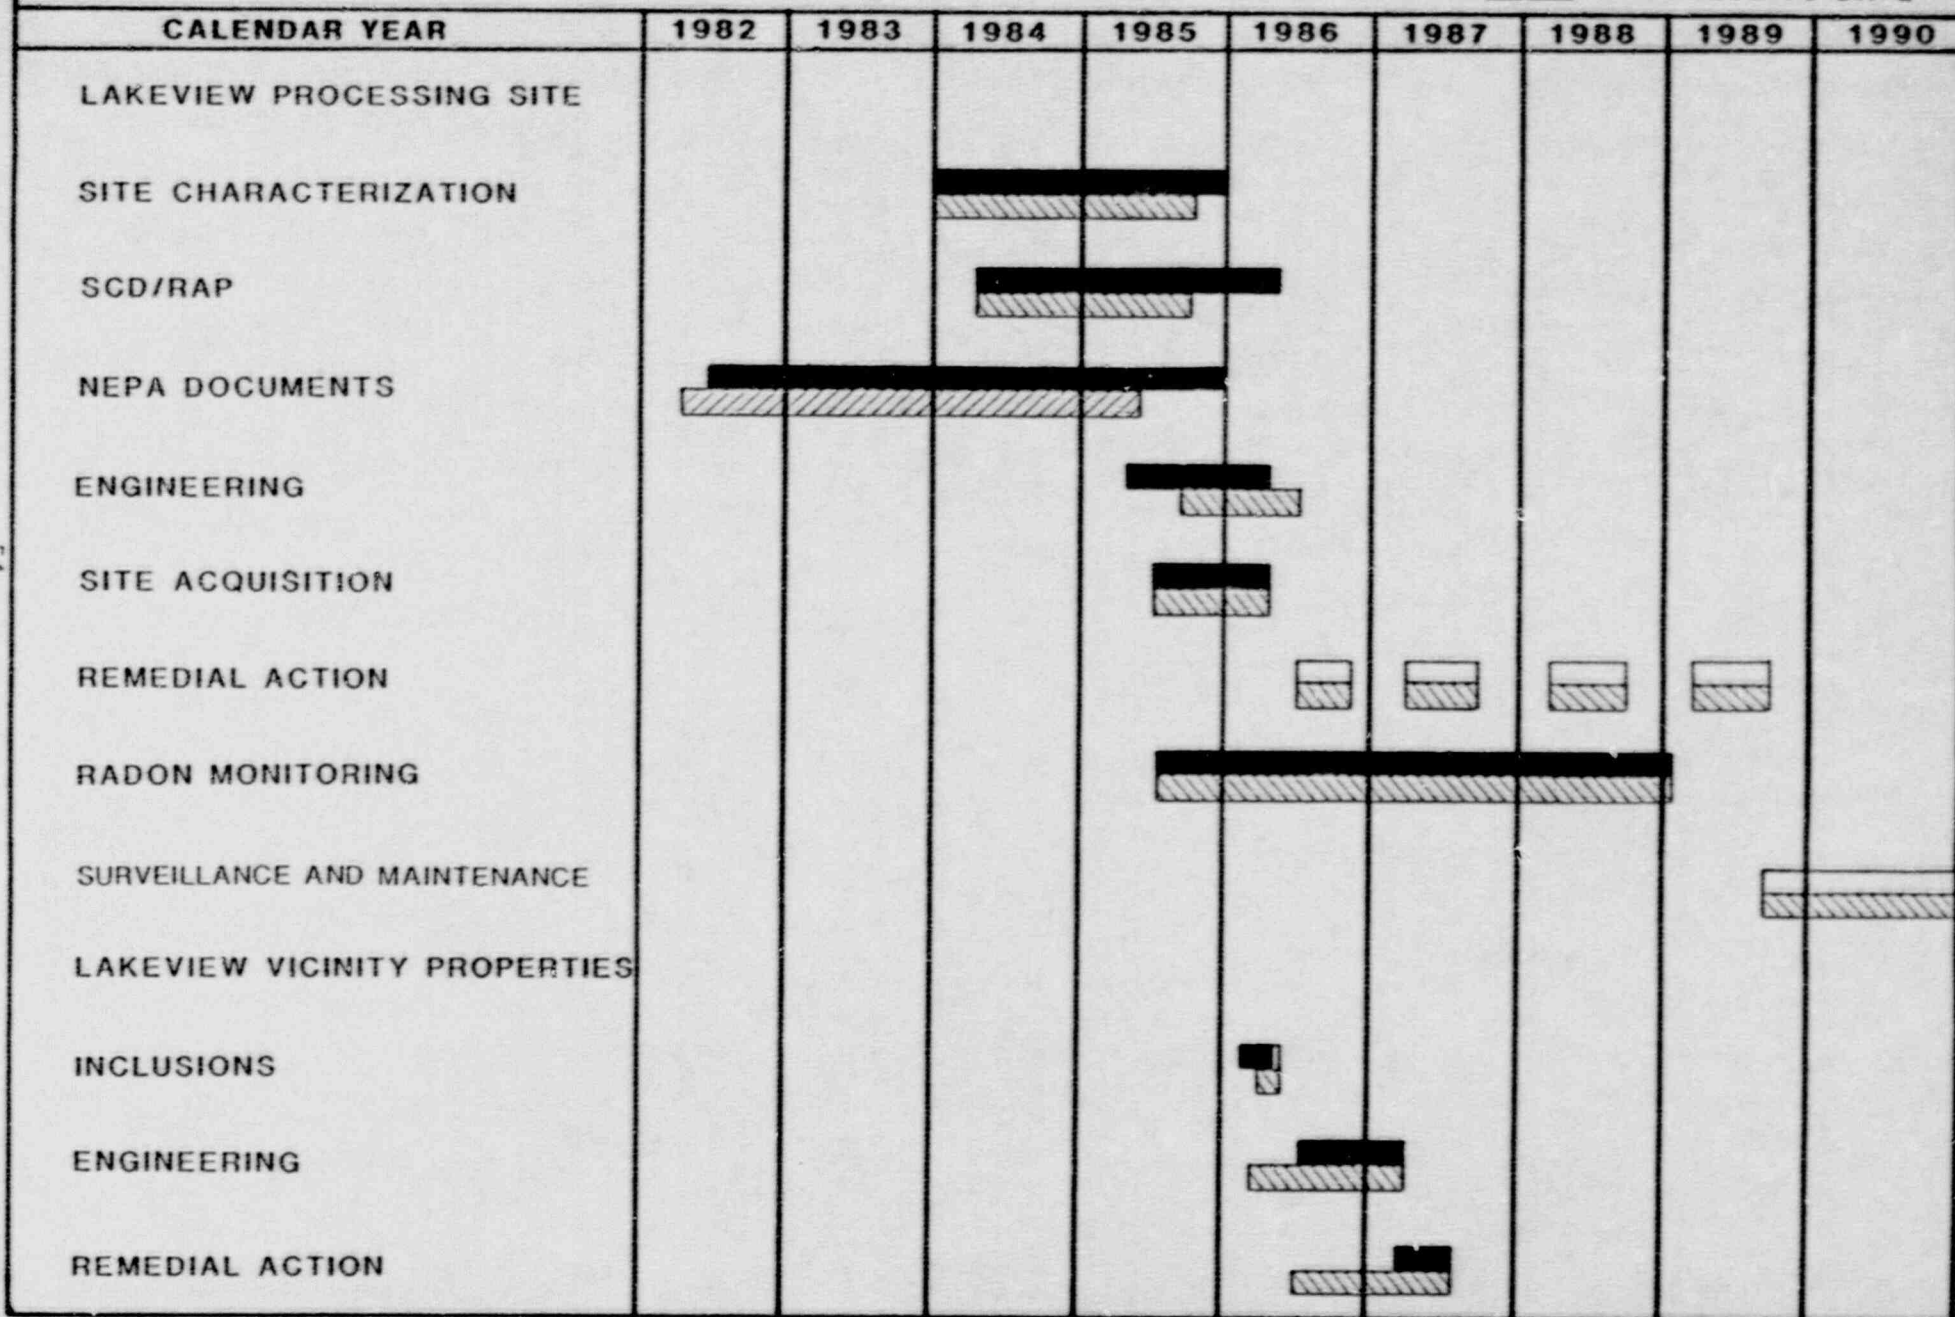 CALENDAR YEAR 1982 1983 1984 1985 1986 1987 1988 1989 1990
LAKEVIEW PROCESSING SITE
SITE CHARACTERIZATION
SCD/RAP
NEPA DOCUMENTS
ENGINEERING
SITE ACQUISITION
REMEDIAL ACTION
RADON MONITORING
SURVEILLANCE AND MAINTENANCE
LAKEVIEW VICINITY PROPERTIES
INCLUSIONS
ENGINEERING
REMEDIAL ACTION